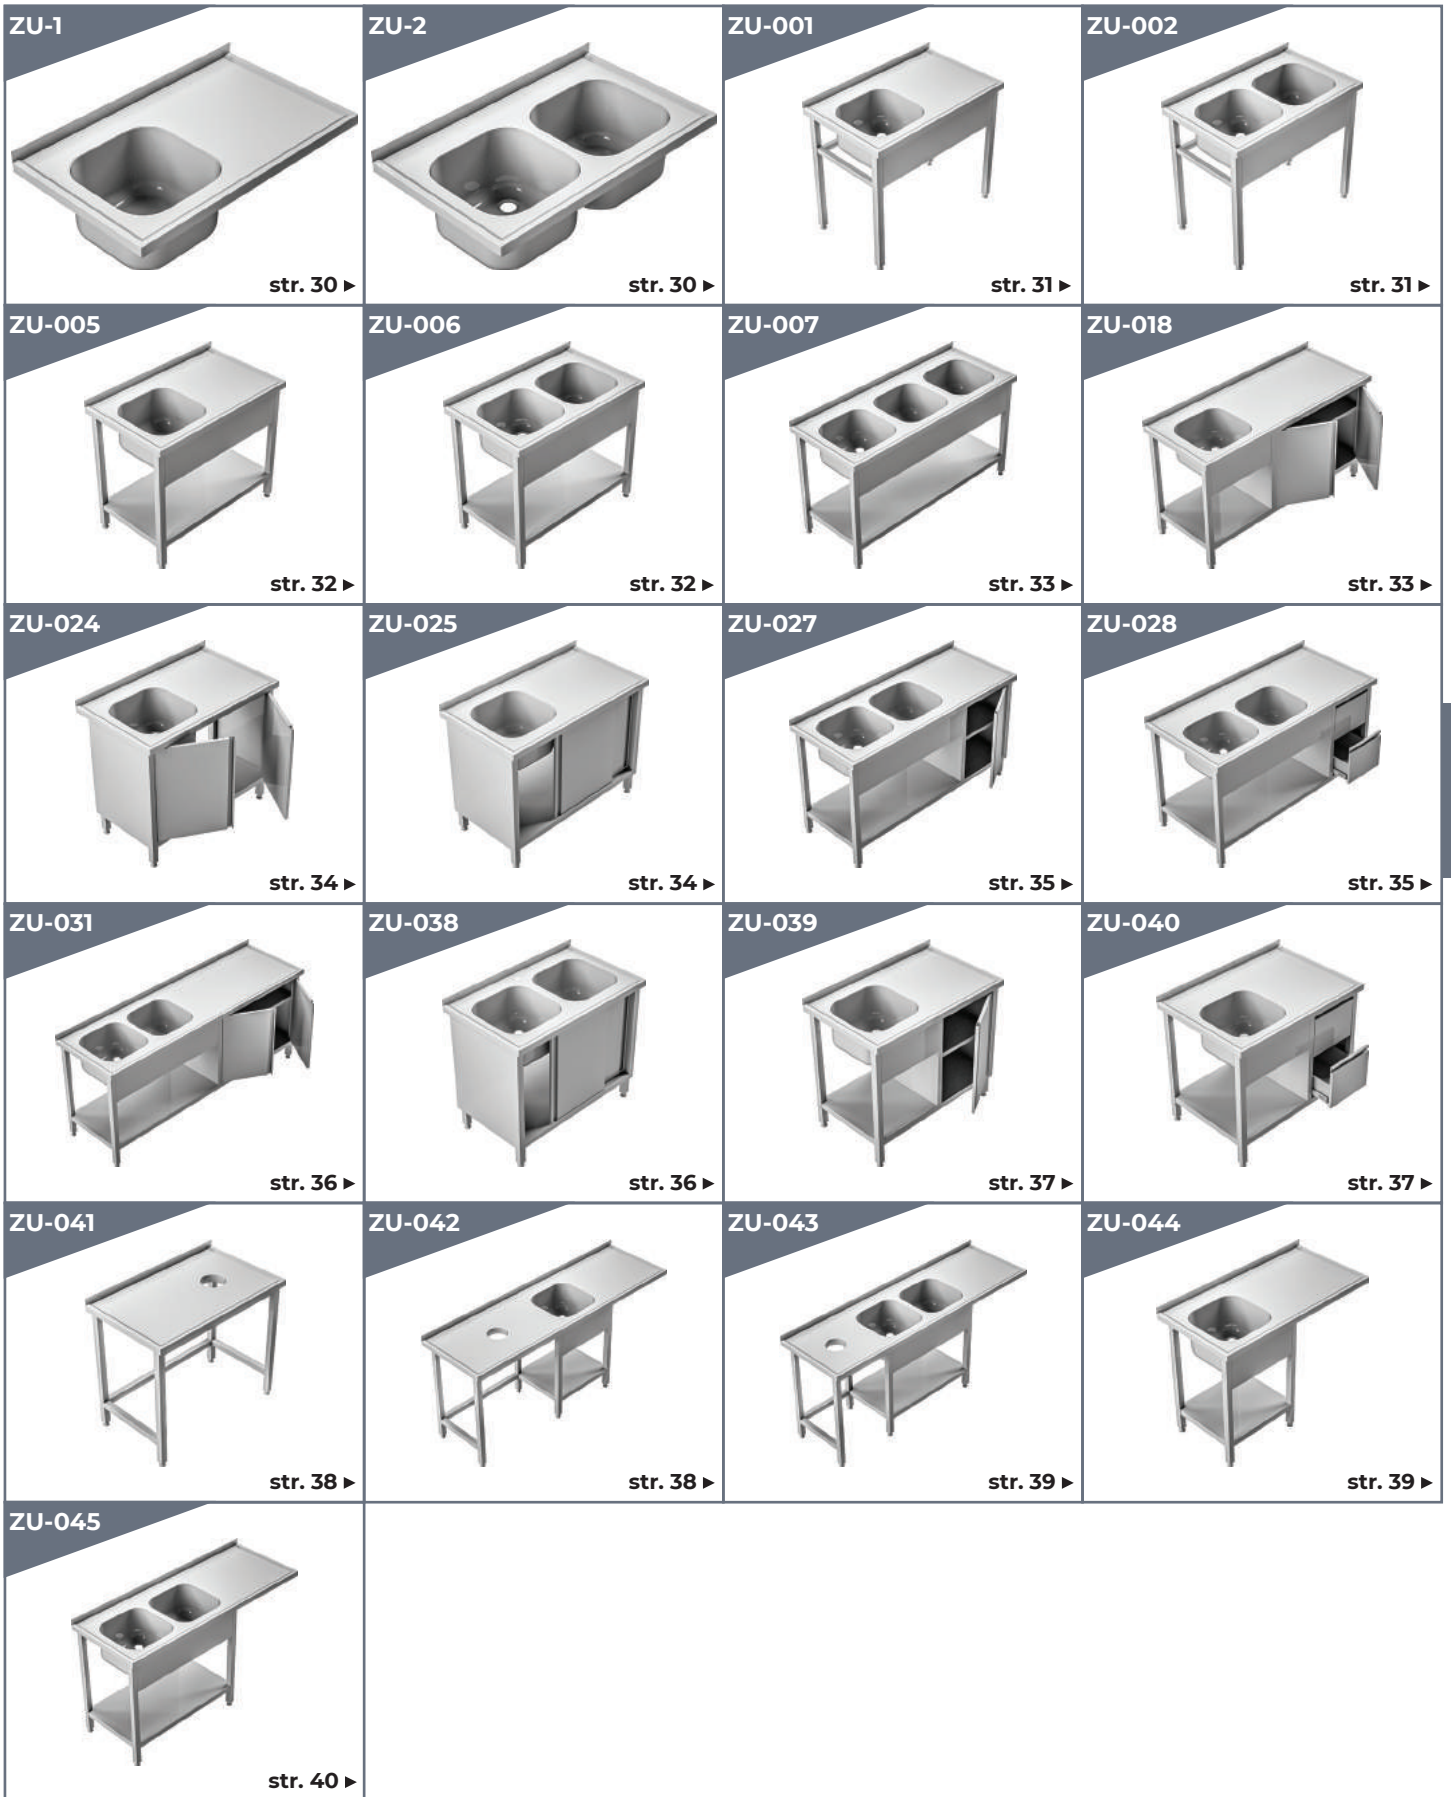 ZU-1
str. 30 ►
ZU-2
str. 30 ►
ZU-001
str. 31 ►
ZU-002
str. 31 ►
ZU-005
str. 32 ►
ZU-006
str. 32 ►
ZU-007
str. 33 ►
ZU-018
str. 33 ►
ZU-024
str. 34 ►
ZU-025
str. 34 ►
ZU-027
str. 35 ►
ZU-028
str. 35 ►
ZU-031
str. 36 ►
ZU-038
str. 36 ►
ZU-039
str. 37 ►
ZU-040
str. 37 ►
ZU-041
str. 38 ►
ZU-042
str. 38 ►
ZU-043
str. 39 ►
ZU-044
str. 39 ►
ZU-045
str. 40 ►